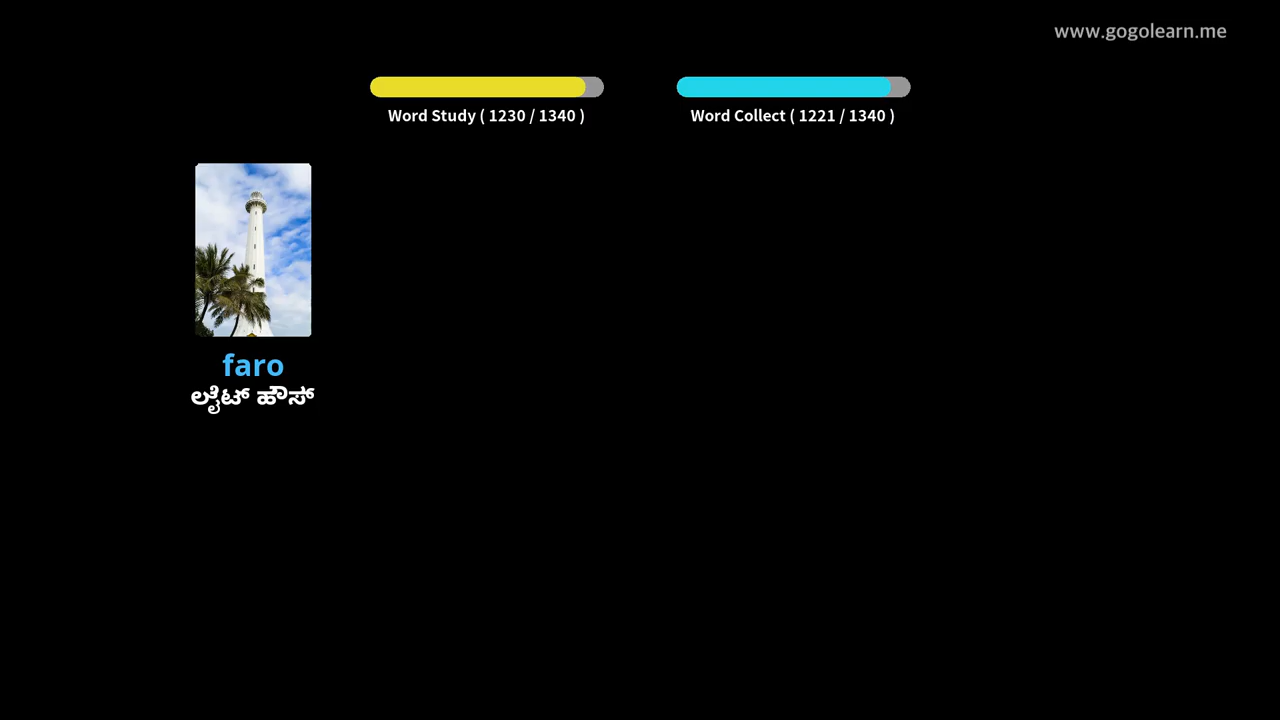 www.gogolearn.me
Word Study ( 1230 / 1340 )
Word Collect ( 1221 / 1340 )
faro
ಲೈಟ್ ಹೌಸ್